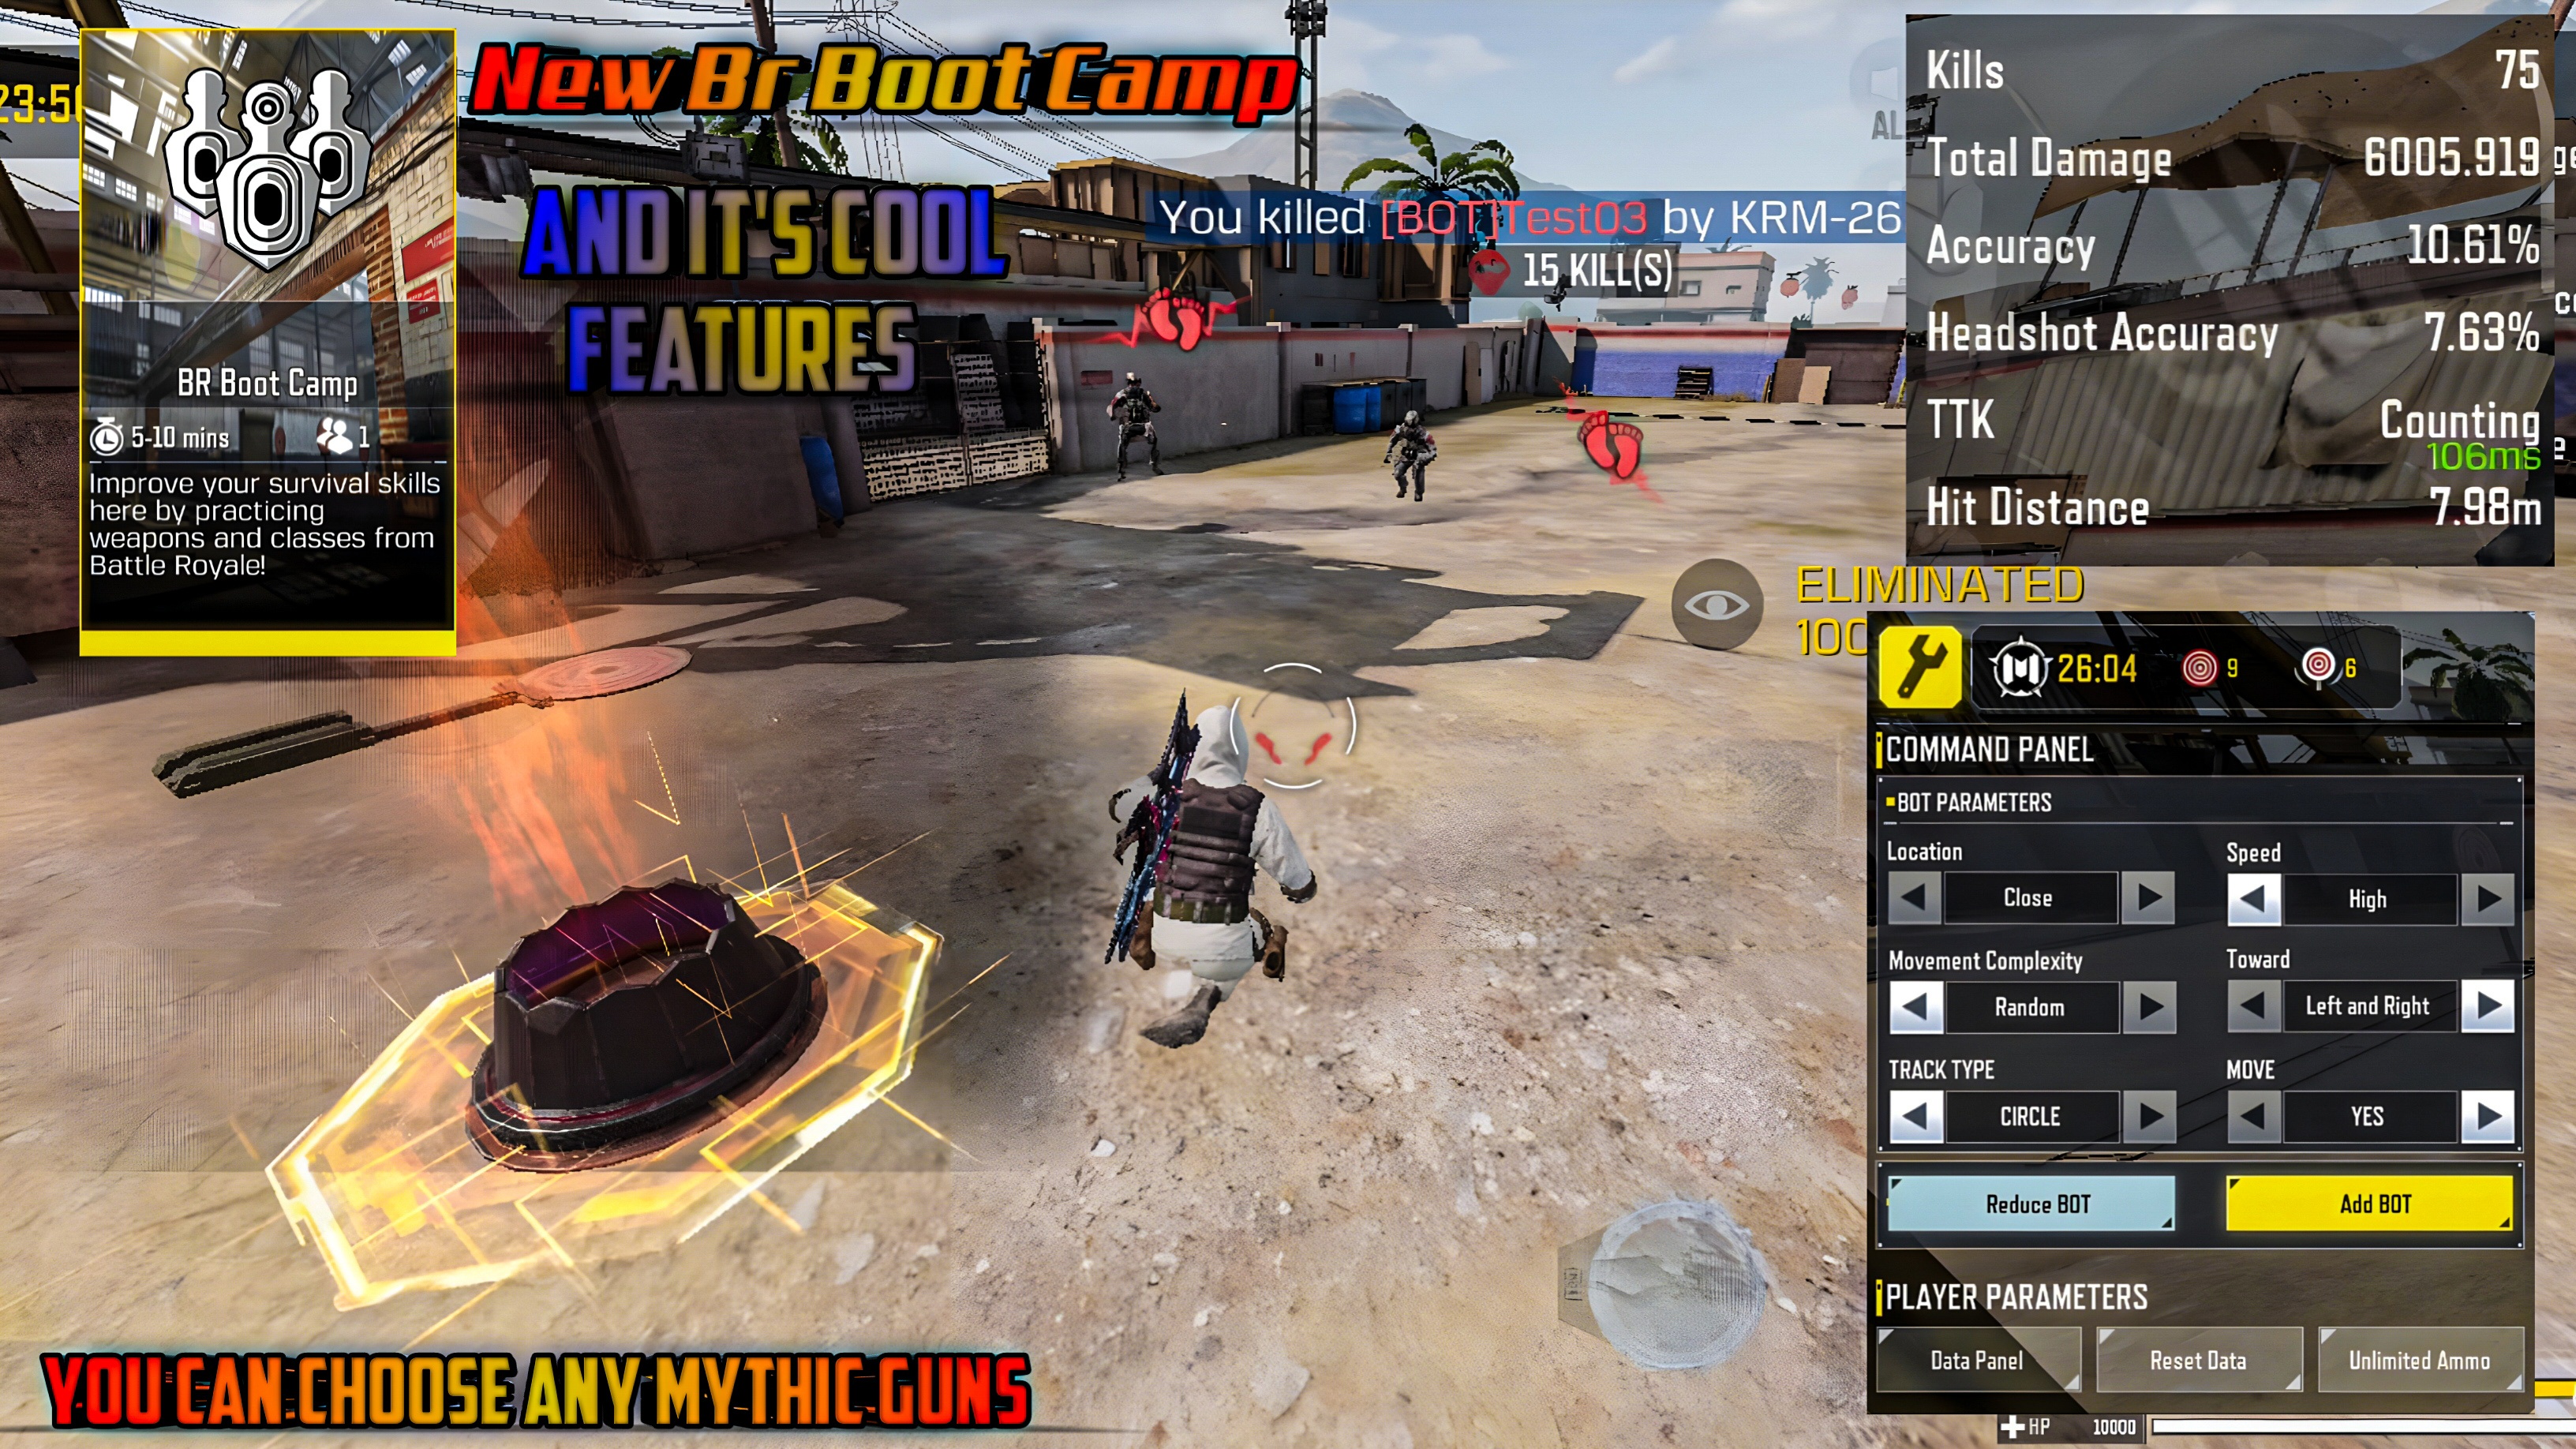 23:50
New Br Boot Camp
AND IT'S COOL
FEATURES
BR Boot Camp
5-10 mins
1
Improve your survival skills
here by practicing
weapons and classes from
Battle Royale!
You killed [BOT]Test03 by KRM-26
15 KILL(S)
Kills 75
Total Damage 6005.919
Accuracy 10.61%
Headshot Accuracy 7.63%
TTK Counting
106ms
Hit Distance 7.98m
ELIMINATED
100
26:04 9 6
COMMAND PANEL
BOT PARAMETERS
Location Speed
Close High
Movement Complexity Toward
Random Left and Right
TRACK TYPE MOVE
CIRCLE YES
Reduce BOT Add BOT
PLAYER PARAMETERS
Data Panel Reset Data Unlimited Ammo
HP 10000
YOU CAN CHOOSE ANY MYTHIC GUNS